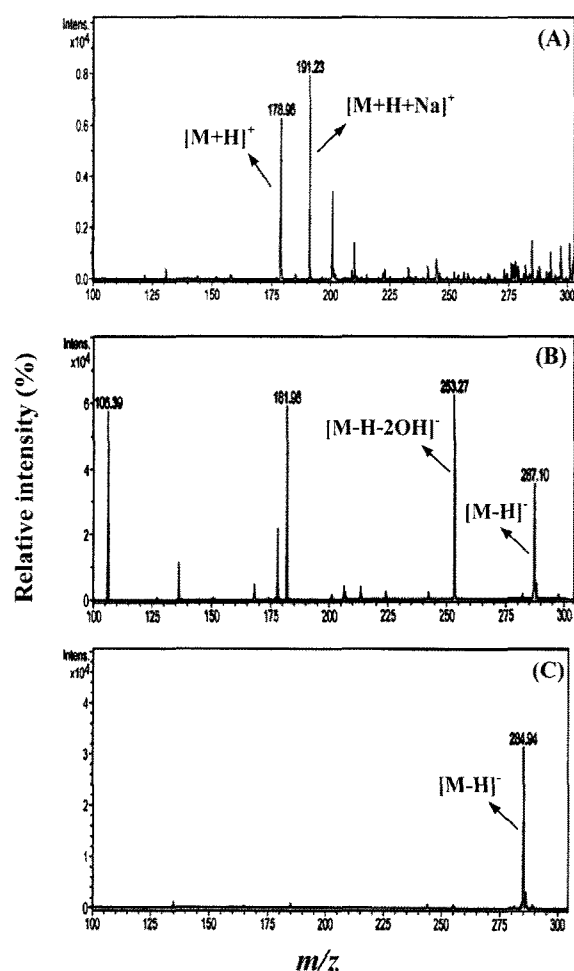 Intens.
x10⁴
(A)
0.8
191.23
178.96
[M+H]⁺
[M+H+Na]⁺
0.6
0.4
0.2
0.0
100 125 150 175 200 225 250 275 300
Intens.
x10⁴
(B)
6
106.39
181.96
253.27
[M-H-2OH]⁻
287.10
[M-H]⁻
4
2
0
100 125 150 175 200 225 250 275 300
Intens.
x10⁴
(C)
4
284.94
3
[M-H]⁻
2
1
0
100 125 150 175 200 225 250 275 300
Relative intensity (%)
m/z